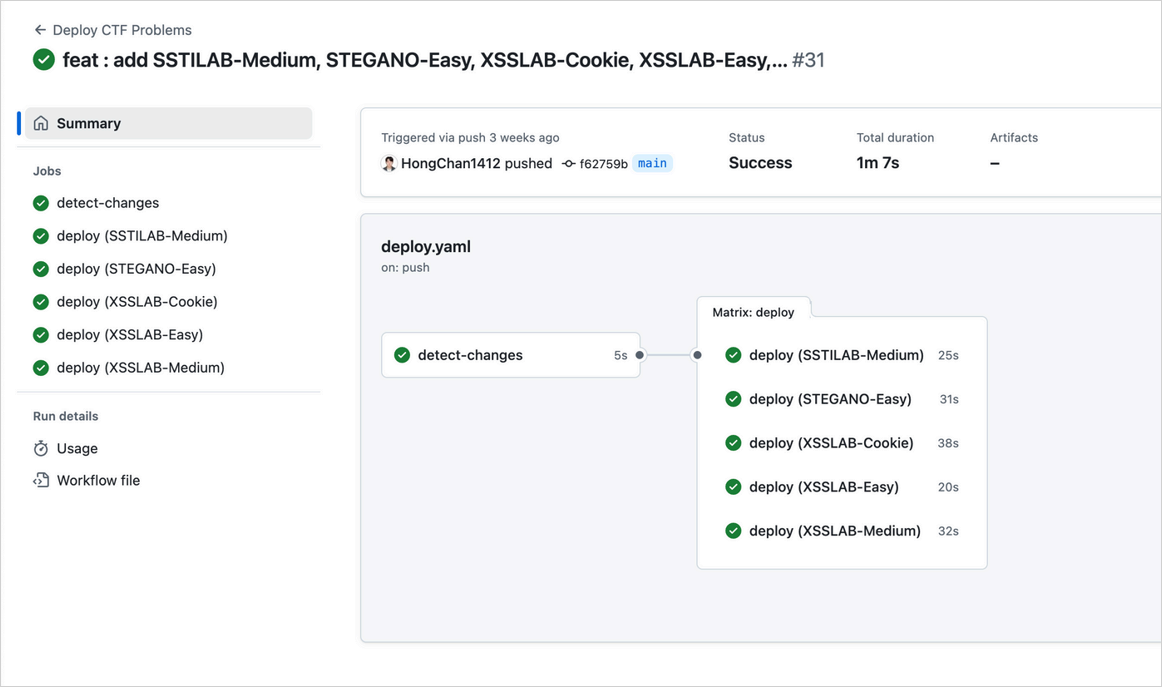 ← Deploy CTF Problems
feat : add SSTILAB-Medium, STEGANO-Easy, XSSLAB-Cookie, XSSLAB-Easy,... #31
Summary
Jobs
detect-changes
deploy (SSTILAB-Medium)
deploy (STEGANO-Easy)
deploy (XSSLAB-Cookie)
deploy (XSSLAB-Easy)
deploy (XSSLAB-Medium)
Run details
Usage
Workflow file
Triggered via push 3 weeks ago
HongChan1412 pushed f62759b main
Status
Success
Total duration
1m 7s
Artifacts
–
deploy.yaml
on: push
detect-changes 5s
Matrix: deploy
deploy (SSTILAB-Medium) 25s
deploy (STEGANO-Easy) 31s
deploy (XSSLAB-Cookie) 38s
deploy (XSSLAB-Easy) 20s
deploy (XSSLAB-Medium) 32s